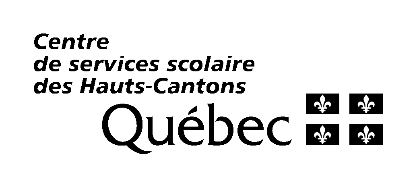 Centre
de services scolaire
des Hauts-Cantons
Québec